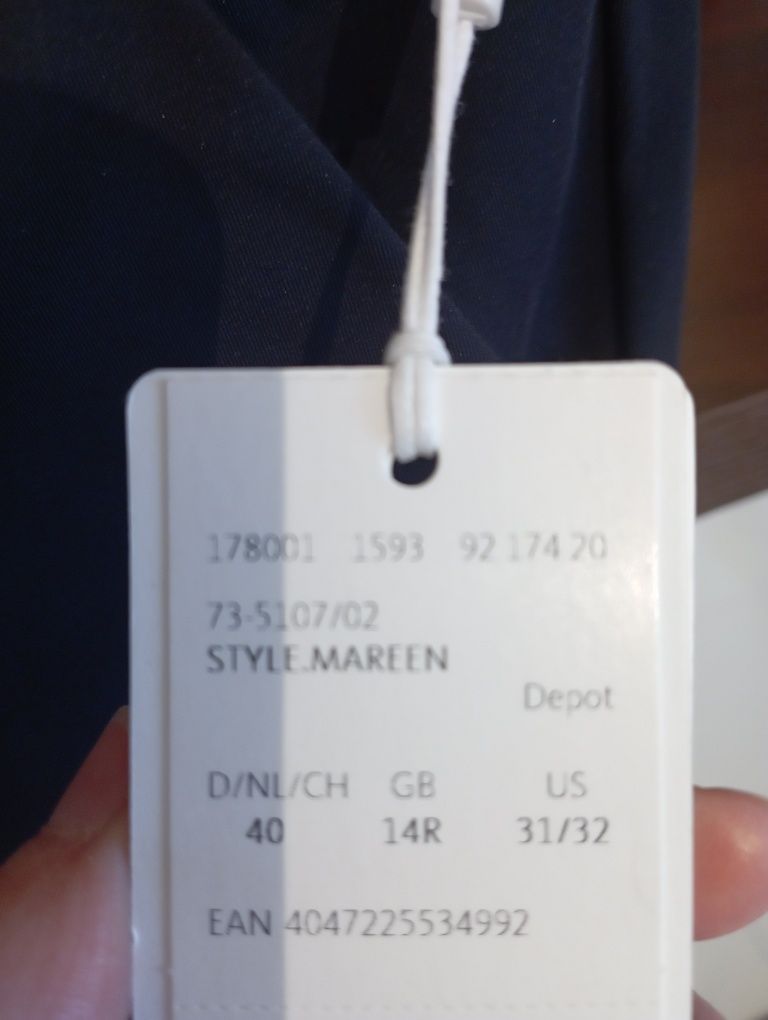 178001 1593 92 174 20
73-5107/02
STYLE.MAREEN
Depot
D/NL/CH GB US
40 14R 31/32
EAN 4047225534992